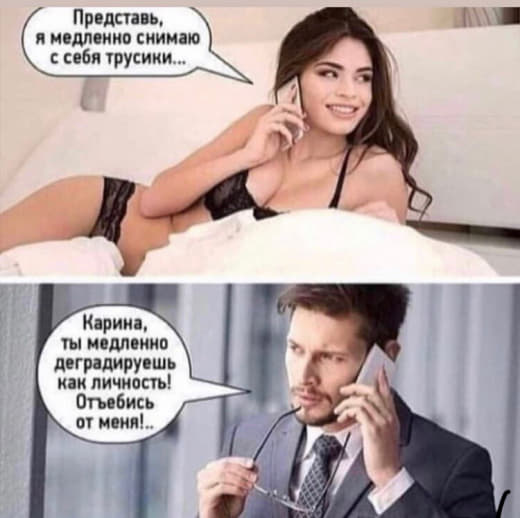 Представь,
я медленно снимаю
с себя трусики...
Карина,
ты медленно
деградируешь
как личность!
Отъебись
от меня!..